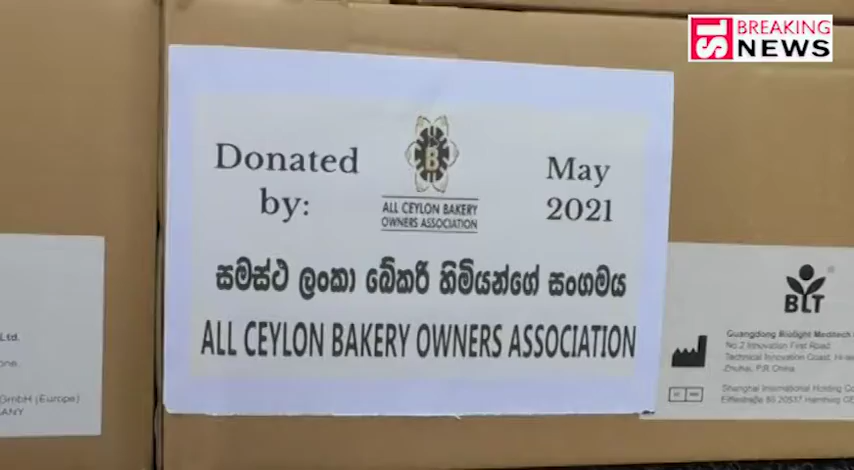 SL BREAKING
NEWS
Donated
by:
B
ALL CEYLON BAKERY
OWNERS ASSOCIATION
May
2021
සමස්ථ ලංකා බේකරි හිමියන්ගේ සංගමය
ALL CEYLON BAKERY OWNERS ASSOCIATION
Ltd.
GmbH (Europe)
BLT
Guangdong Biolight Meditech
No.2 Innovation First Road
Technical Innovation Coast,
Zhuhai, P.R China
Shanghai International Holding
Eiffestraße 80 20537 Hamburg